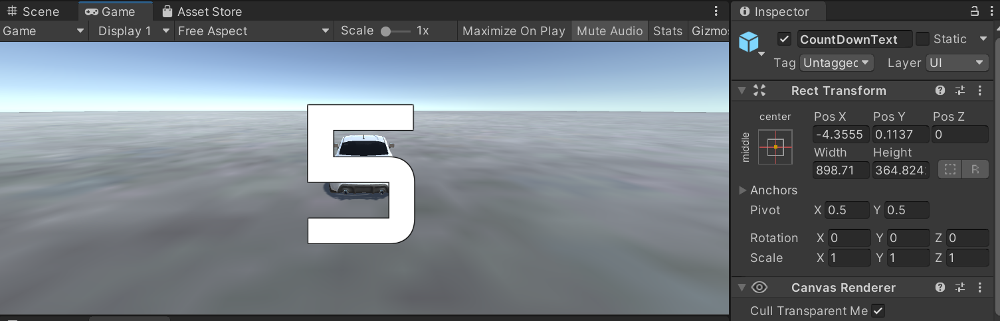 Scene Game Asset Store
Game Display 1 Free Aspect Scale 1x Maximize On Play Mute Audio Stats Gizmo
5
Inspector
CountDownText Static
Tag Untagged Layer UI
Rect Transform
center
middle
Pos X Pos Y Pos Z
-4.3555 0.1137 0
Width Height
898.71 364.824 R
Anchors
Pivot X 0.5 Y 0.5
Rotation X 0 Y 0 Z 0
Scale X 1 Y 1 Z 1
Canvas Renderer
Cull Transparent Me